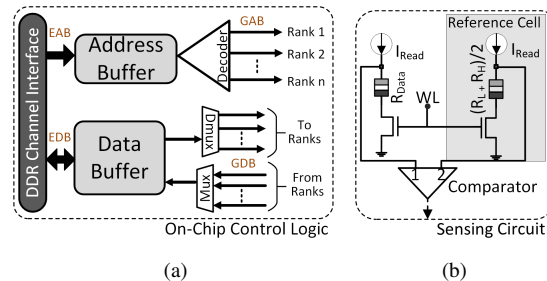 DDR Channel Interface
EAB
Address
Buffer
Decoder
GAB
Rank 1
Rank 2
Rank n
EDB
Data
Buffer
Dmux
To
Ranks
GDB
Mux
From
Ranks
On-Chip Control Logic
(a)
Reference Cell
I_Read
I_Read
R_Data
(R_L + R_H)/2
WL
1 2
Comparator
Sensing Circuit
(b)